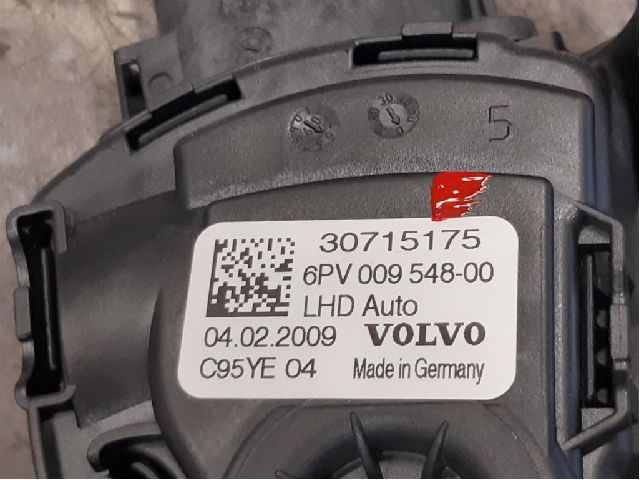 5
30715175
6PV 009 548-00
LHD Auto
04.02.2009 VOLVO
C95YE 04 Made in Germany